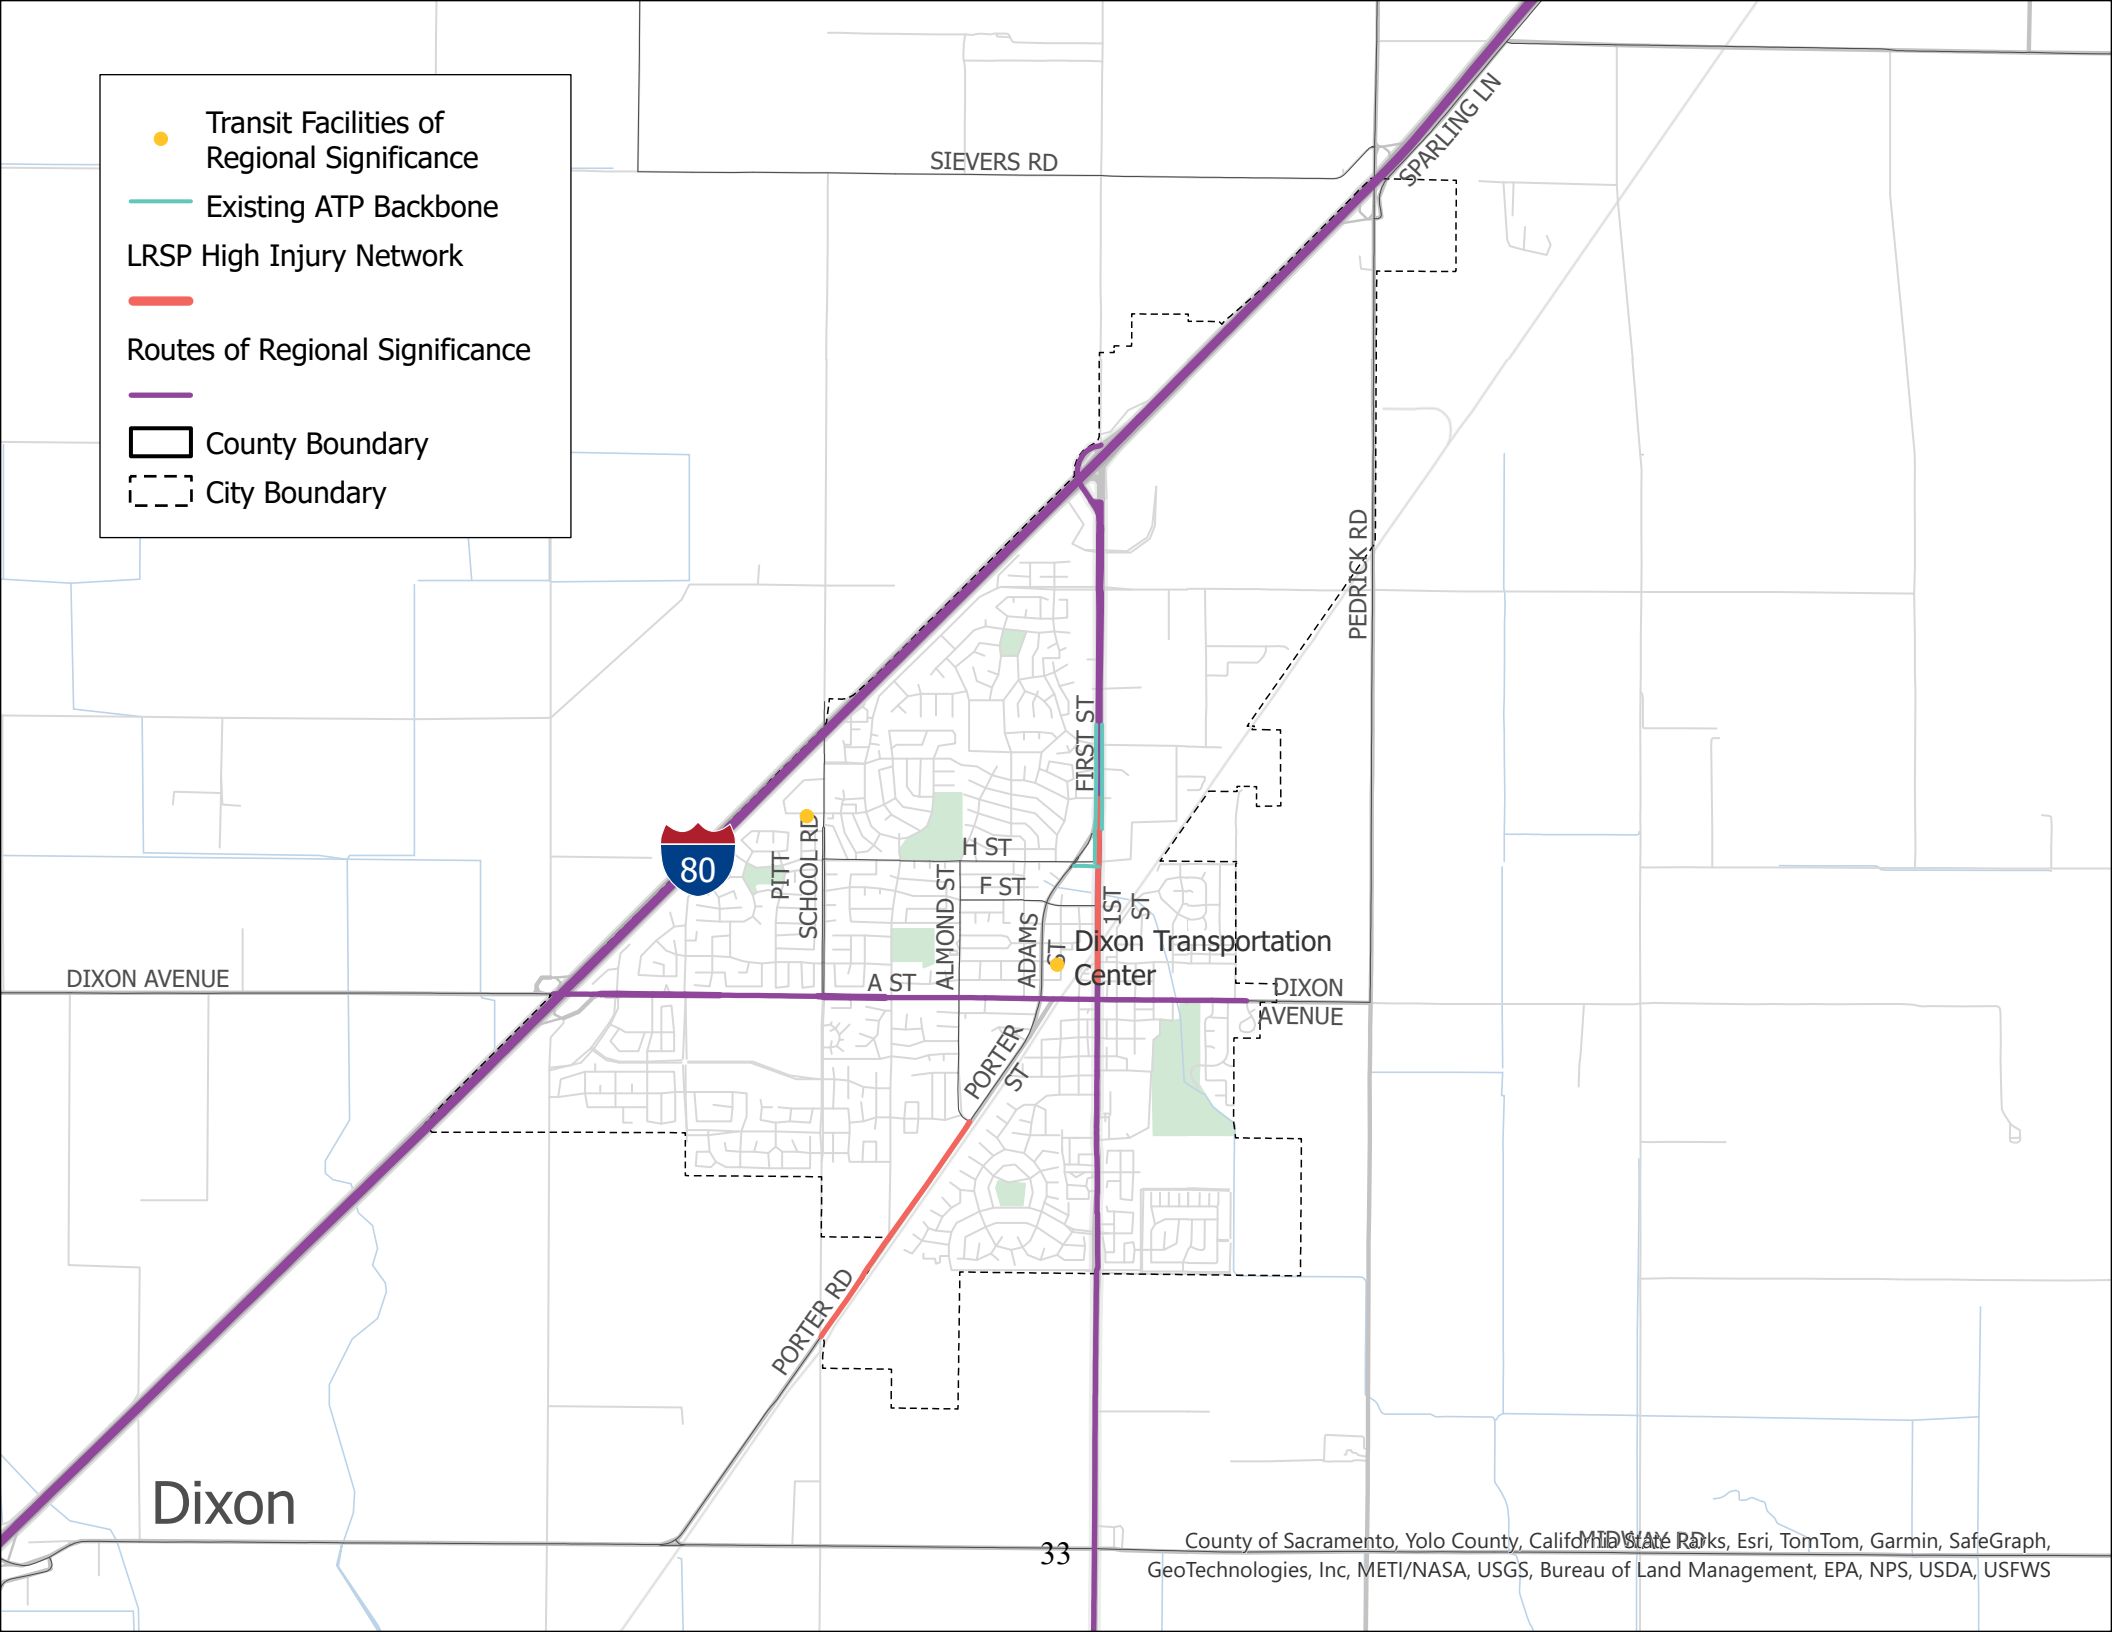 Transit Facilities of
Regional Significance
Existing ATP Backbone
LRSP High Injury Network
Routes of Regional Significance
County Boundary
City Boundary
SIEVERS RD
SPARLING LN
PEDRICK RD
FIRST ST
80
PITT
SCHOOL RD
H ST
F ST
ALMOND ST
ADAMS
ST
1ST
ST
Dixon Transportation
Center
DIXON AVENUE
A ST
DIXON
AVENUE
PORTER
ST
PORTER RD
Dixon
MIDWAY RD
33
County of Sacramento, Yolo County, California State Parks, Esri, TomTom, Garmin, SafeGraph,
GeoTechnologies, Inc, METI/NASA, USGS, Bureau of Land Management, EPA, NPS, USDA, USFWS